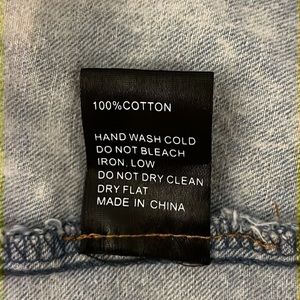 100%COTTON
HAND WASH COLD
DO NOT BLEACH
IRON, LOW
DO NOT DRY CLEAN
DRY FLAT
MADE IN CHINA